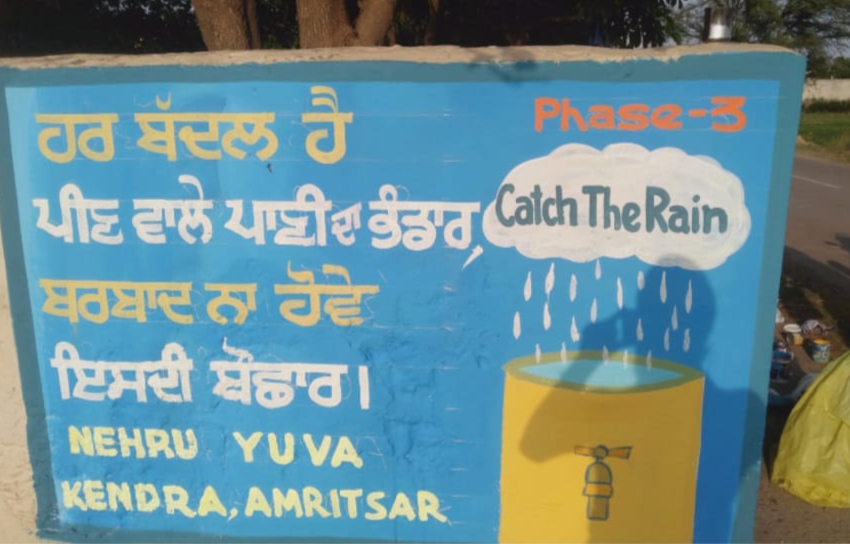 ਹਰ ਬੱਦਲ ਹੈ
Phase-3
ਪੀਣ ਵਾਲੇ ਪਾਣੀ ਦਾ ਭੰਡਾਰ,
Catch The Rain
ਬਰਬਾਦ ਨਾ ਹੋਵੇ
ਇਸਦੀ ਬੌਛਾਰ।
NEHRU YUVA
KENDRA, AMRITSAR